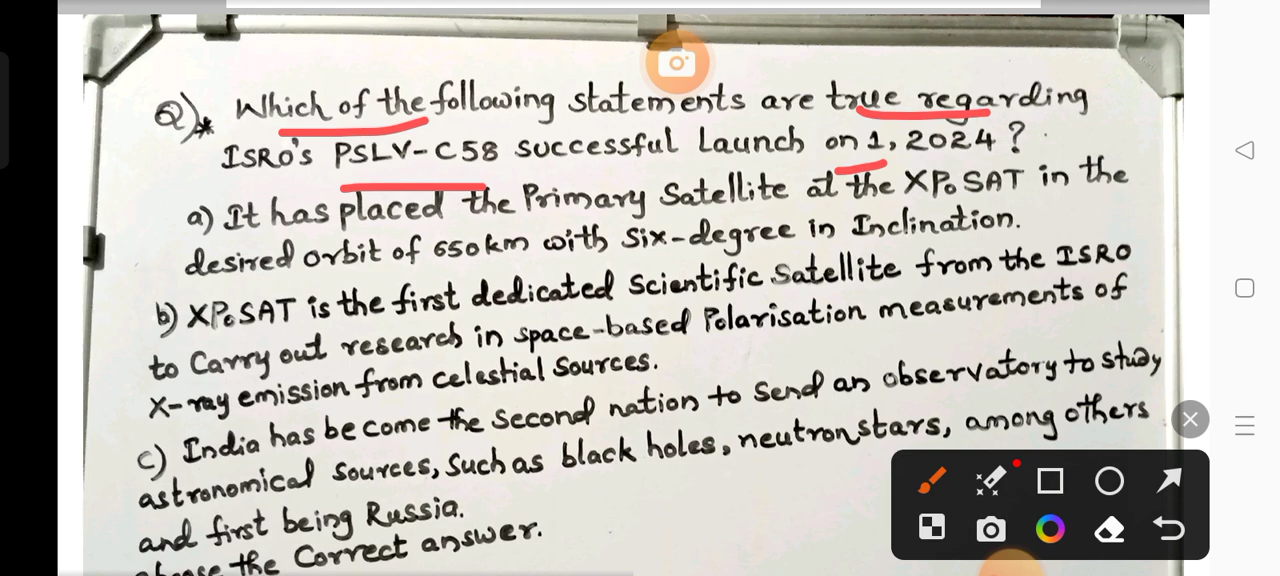 Q)* Which of the following statements are true regarding
ISRO's PSLV-C58 successful Launch on 1, 2024 ?
a) It has placed the Primary Satellite at the XPoSAT in the
desired orbit of 650km with Six-degree in Inclination.
b) XPoSAT is the first dedicated Scientific Satellite from the ISRO
to Carry out research in space-based Polarisation measurements of
X-ray emission from celestial Sources.
c) India has become the Second nation to Send an observatory to study
astronomical sources, Such as black holes, neutron stars, among others
and first being Russia.
the Correct answer.